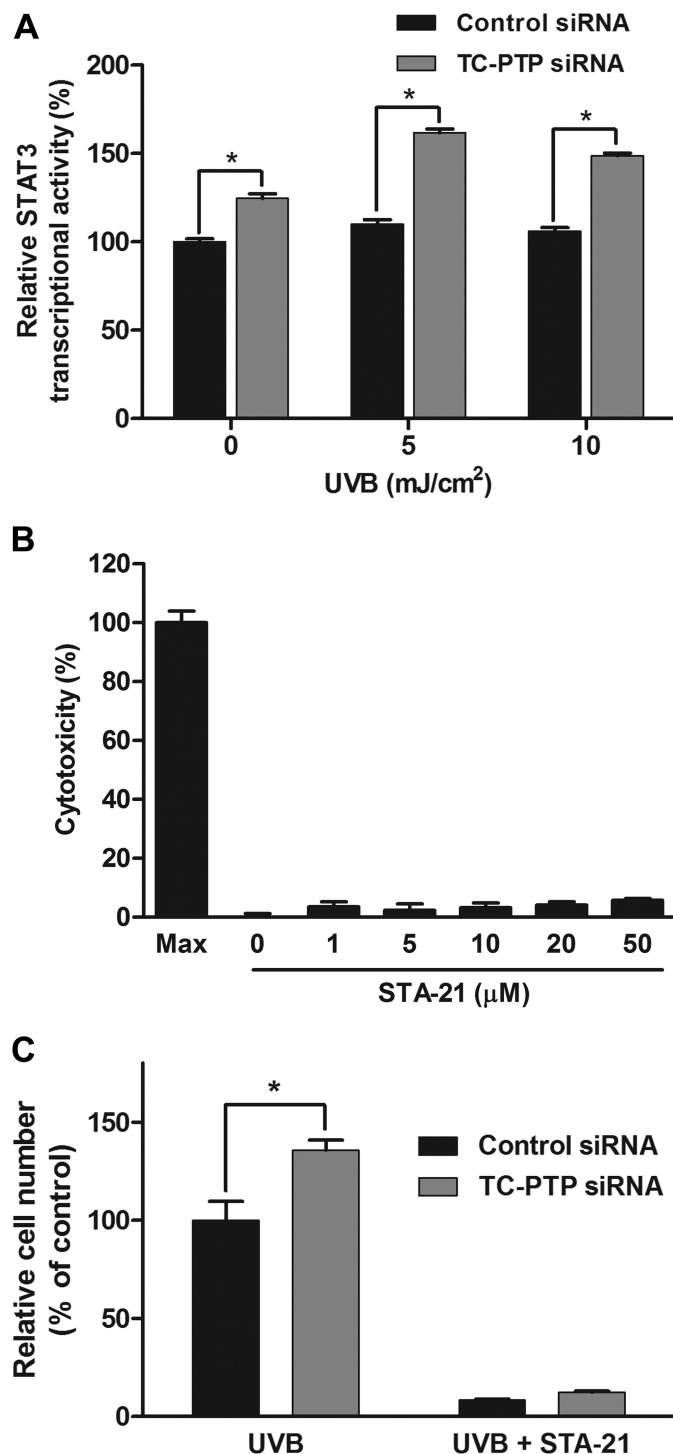 A
Control siRNA
TC-PTP siRNA
Relative STAT3
transcriptional activity (%)
200
150
100
50
0
*
*
*
0 5 10
UVB (mJ/cm²)
B
Cytotoxicity (%)
120
100
80
60
40
20
0
Max 0 1 5 10 20 50
STA-21 (μM)
C
Relative cell number
(% of control)
150
100
50
0
*
Control siRNA
TC-PTP siRNA
UVB UVB + STA-21